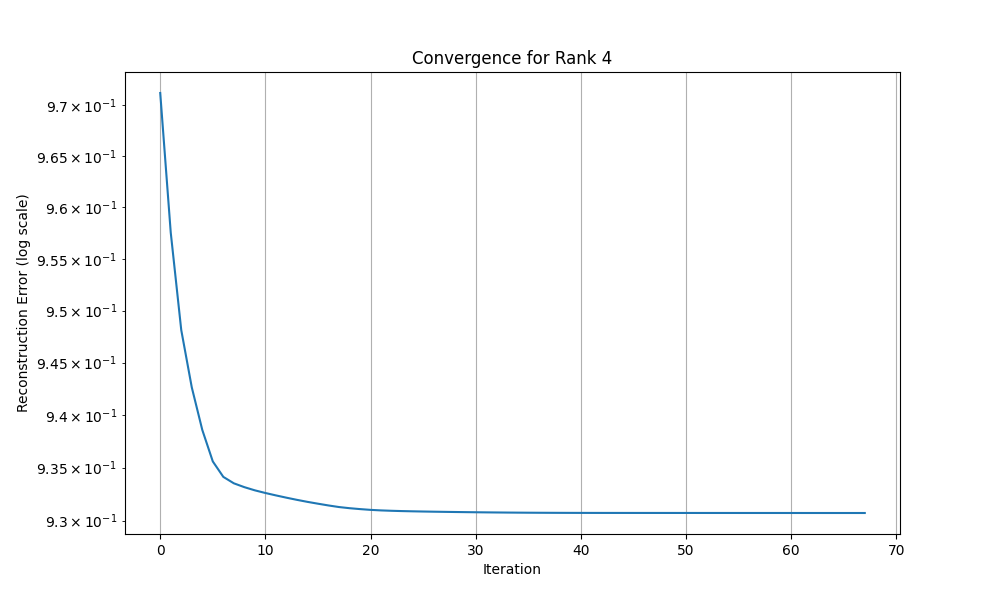 Convergence for Rank 4
Reconstruction Error (log scale)
9.7 × 10⁻¹
9.65 × 10⁻¹
9.6 × 10⁻¹
9.55 × 10⁻¹
9.5 × 10⁻¹
9.45 × 10⁻¹
9.4 × 10⁻¹
9.35 × 10⁻¹
9.3 × 10⁻¹
0 10 20 30 40 50 60 70
Iteration